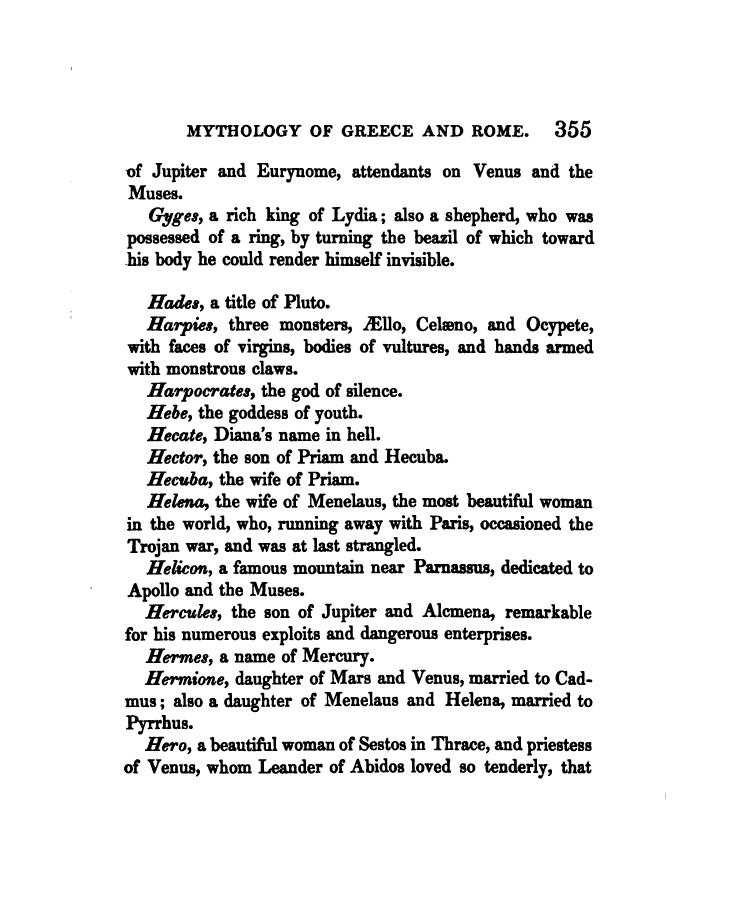 MYTHOLOGY OF GREECE AND ROME. 355
of Jupiter and Eurynome, attendants on Venus and the
Muses.
Gyges, a rich king of Lydia; also a shepherd, who was
possessed of a ring, by turning the beazil of which toward
his body he could render himself invisible.
Hades, a title of Pluto.
Harpies, three monsters, Ællo, Celæno, and Ocypete,
with faces of virgins, bodies of vultures, and hands armed
with monstrous claws.
Harpocrates, the god of silence.
Hebe, the goddess of youth.
Hecate, Diana's name in hell.
Hector, the son of Priam and Hecuba.
Hecuba, the wife of Priam.
Helena, the wife of Menelaus, the most beautiful woman
in the world, who, running away with Paris, occasioned the
Trojan war, and was at last strangled.
Helicon, a famous mountain near Parnassus, dedicated to
Apollo and the Muses.
Hercules, the son of Jupiter and Alcmena, remarkable
for his numerous exploits and dangerous enterprises.
Hermes, a name of Mercury.
Hermione, daughter of Mars and Venus, married to Cad-
mus; also a daughter of Menelaus and Helena, married to
Pyrrhus.
Hero, a beautiful woman of Sestos in Thrace, and priestess
of Venus, whom Leander of Abidos loved so tenderly, that